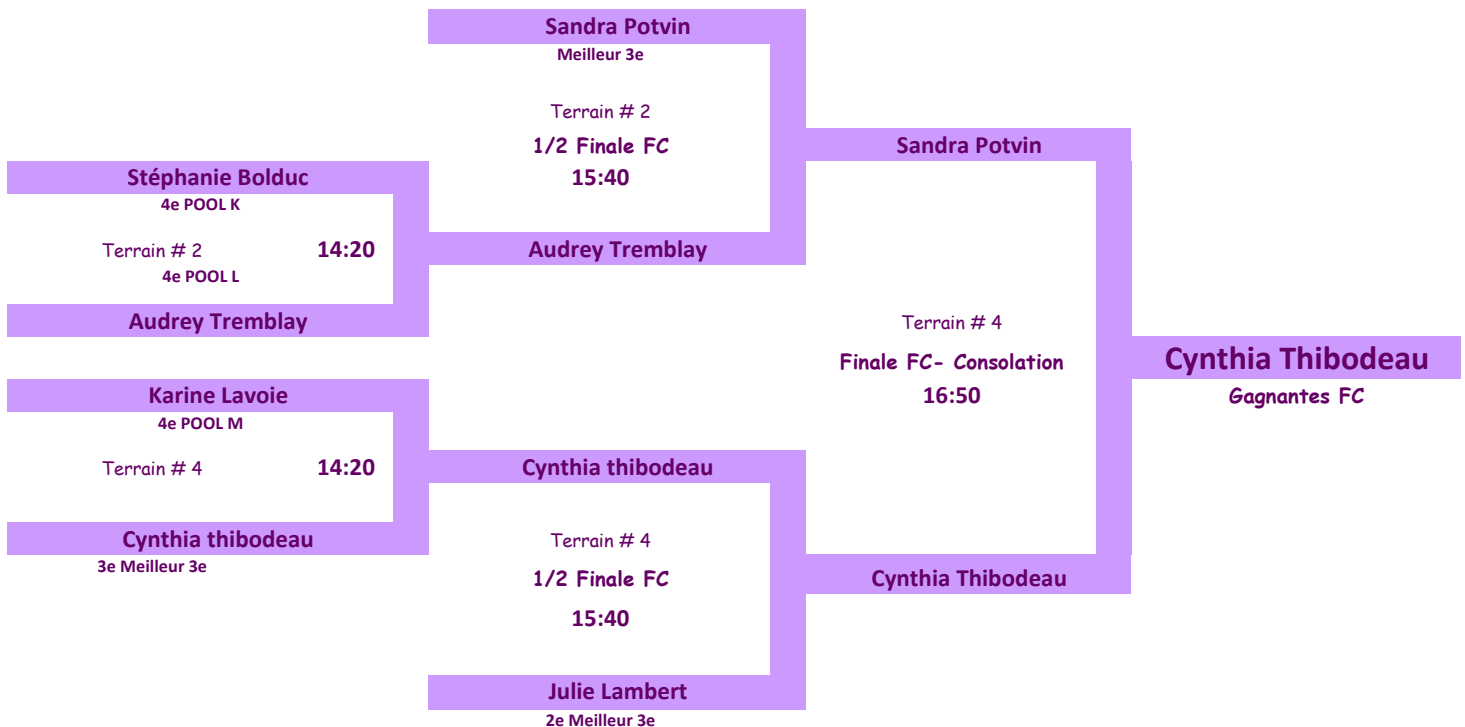 Sandra Potvin
Meilleur 3e
Terrain # 2
1/2 Finale FC
15:40
Sandra Potvin
Stéphanie Bolduc
4e POOL K
Terrain # 2 14:20
4e POOL L
Audrey Tremblay
Audrey Tremblay
Terrain # 4
Finale FC- Consolation
16:50
Cynthia Thibodeau
Gagnantes FC
Karine Lavoie
4e POOL M
Terrain # 4 14:20
Cynthia thibodeau
3e Meilleur 3e
Cynthia thibodeau
Terrain # 4
1/2 Finale FC
15:40
Cynthia Thibodeau
Julie Lambert
2e Meilleur 3e